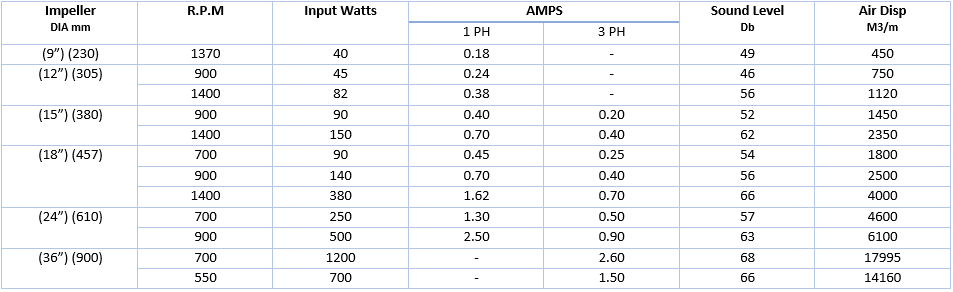 Impeller R.P.M Input Watts AMPS Sound Level Air Disp
DIA mm Db M3/m
1 PH 3 PH
(9”) (230) 1370 40 0.18 - 49 450
(12”) (305) 900 45 0.24 - 46 750
1400 82 0.38 - 56 1120
(15”) (380) 900 90 0.40 0.20 52 1450
1400 150 0.70 0.40 62 2350
(18”) (457) 700 90 0.45 0.25 54 1800
900 140 0.70 0.40 56 2500
1400 380 1.62 0.70 66 4000
(24”) (610) 700 250 1.30 0.50 57 4600
900 500 2.50 0.90 63 6100
(36”) (900) 700 1200 - 2.60 68 17995
550 700 - 1.50 66 14160